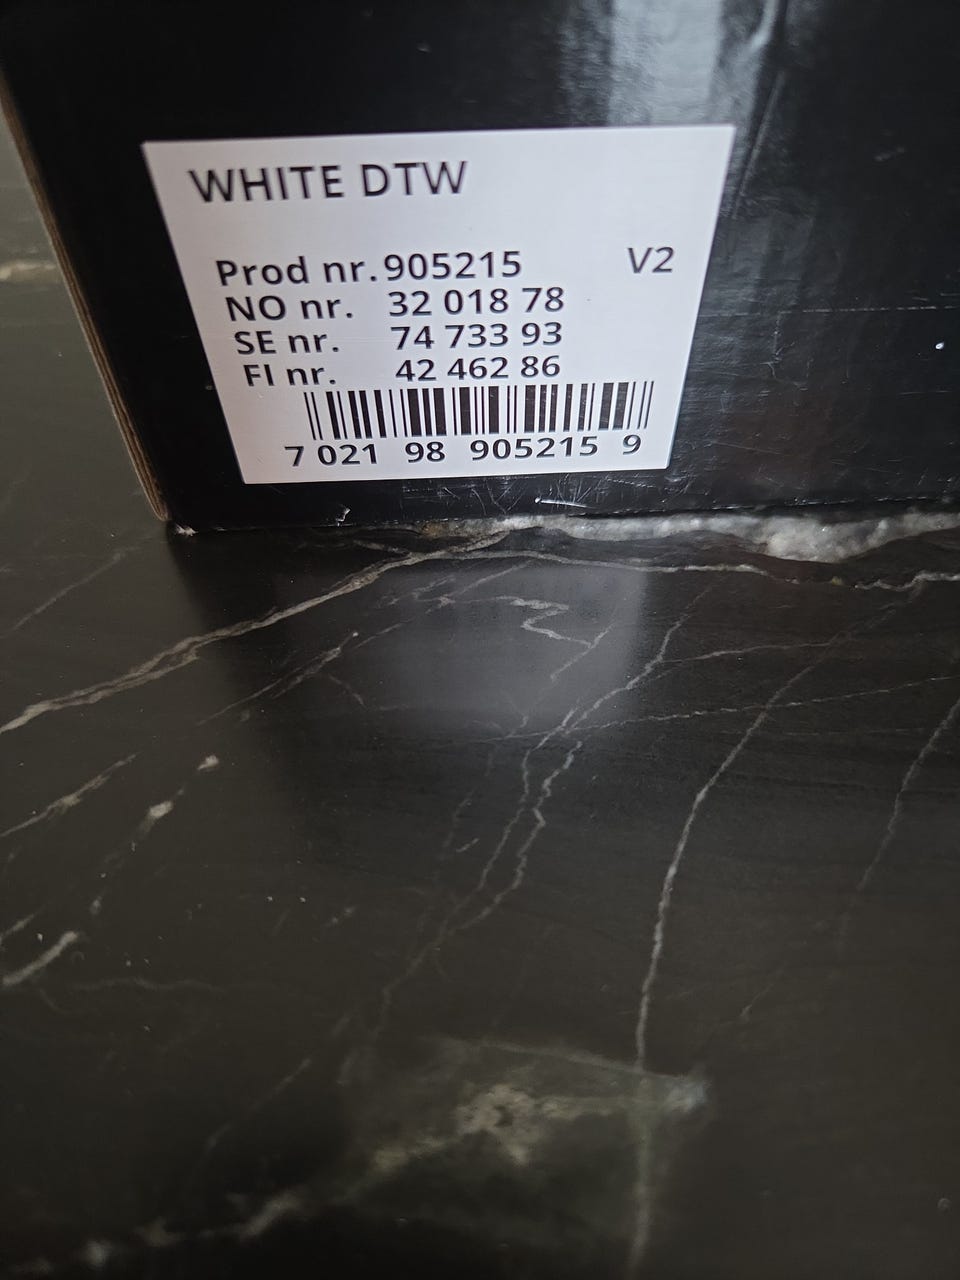 WHITE DTW
Prod nr. 905215 V2
NO nr. 32 018 78
SE nr. 74 733 93
FI nr. 42 462 86
7 021 98 905215 9